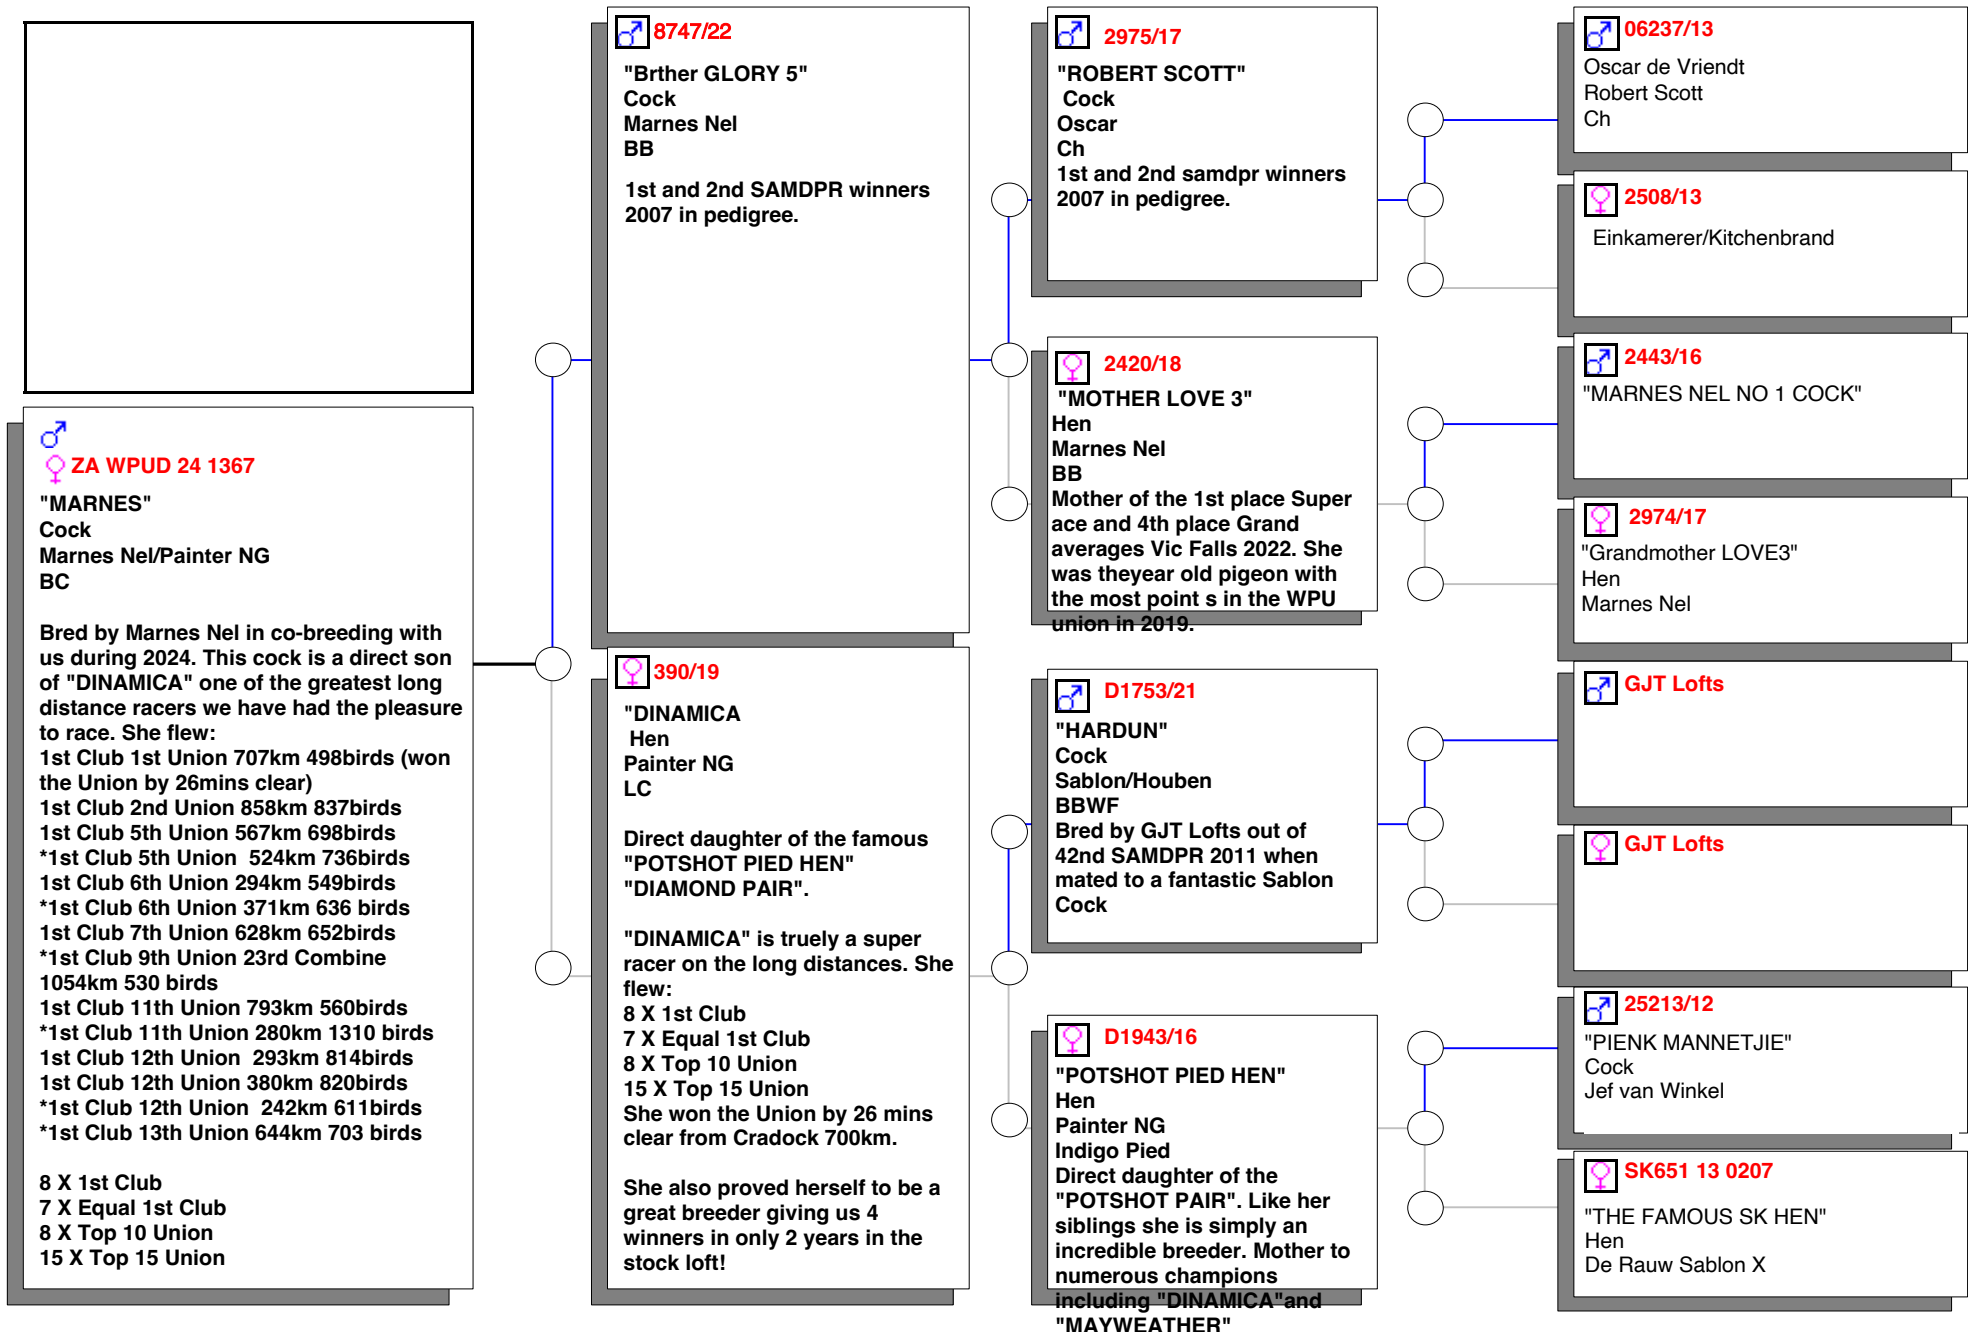 ZA WPUD 24 1367
"MARNES"
Cock
Marnes Nel/Painter NG
BC
Bred by Marnes Nel in co-breeding with
us during 2024. This cock is a direct son
of "DINAMICA" one of the greatest long
distance racers we have had the pleasure
to race. She flew:
1st Club 1st Union 707km 498birds (won
the Union by 26mins clear)
1st Club 2nd Union 858km 837birds
1st Club 5th Union 567km 698birds
*1st Club 5th Union  524km 736birds
1st Club 6th Union 294km 549birds
*1st Club 6th Union 371km 636 birds
1st Club 7th Union 628km 652birds
*1st Club 9th Union 23rd Combine
1054km 530 birds
1st Club 11th Union 793km 560birds
*1st Club 11th Union 280km 1310 birds
1st Club 12th Union  293km 814birds
1st Club 12th Union 380km 820birds
*1st Club 12th Union  242km 611birds
*1st Club 13th Union 644km 703 birds
8 X 1st Club
7 X Equal 1st Club
8 X Top 10 Union
15 X Top 15 Union
8747/22
"Brther GLORY 5"
Cock
Marnes Nel
BB
1st and 2nd SAMDPR winners
2007 in pedigree.
390/19
"DINAMICA
Hen
Painter NG
LC
Direct daughter of the famous
"POTSHOT PIED HEN"
"DIAMOND PAIR".
"DINAMICA" is truely a super
racer on the long distances. She
flew:
8 X 1st Club
7 X Equal 1st Club
8 X Top 10 Union
15 X Top 15 Union
She won the Union by 26 mins
clear from Cradock 700km.
She also proved herself to be a
great breeder giving us 4
winners in only 2 years in the
stock loft!
2975/17
"ROBERT SCOTT"
Cock
Oscar
Ch
1st and 2nd samdpr winners
2007 in pedigree.
2420/18
"MOTHER LOVE 3"
Hen
Marnes Nel
BB
Mother of the 1st place Super
ace and 4th place Grand
averages Vic Falls 2022. She
was theyear old pigeon with
the most point s in the WPU
union in 2019.
D1753/21
"HARDUN"
Cock
Sablon/Houben
BBWF
Bred by GJT Lofts out of
42nd SAMDPR 2011 when
mated to a fantastic Sablon
Cock
D1943/16
"POTSHOT PIED HEN"
Hen
Painter NG
Indigo Pied
Direct daughter of the
"POTSHOT PAIR". Like her
siblings she is simply an
incredible breeder. Mother to
numerous champions
including "DINAMICA"and
"MAYWEATHER"
06237/13
Oscar de Vriendt
Robert Scott
Ch
2508/13
Einkamerer/Kitchenbrand
2443/16
"MARNES NEL NO 1 COCK"
2974/17
"Grandmother LOVE3"
Hen
Marnes Nel
GJT Lofts
GJT Lofts
25213/12
"PIENK MANNETJIE"
Cock
Jef van Winkel
SK651 13 0207
"THE FAMOUS SK HEN"
Hen
De Rauw Sablon X